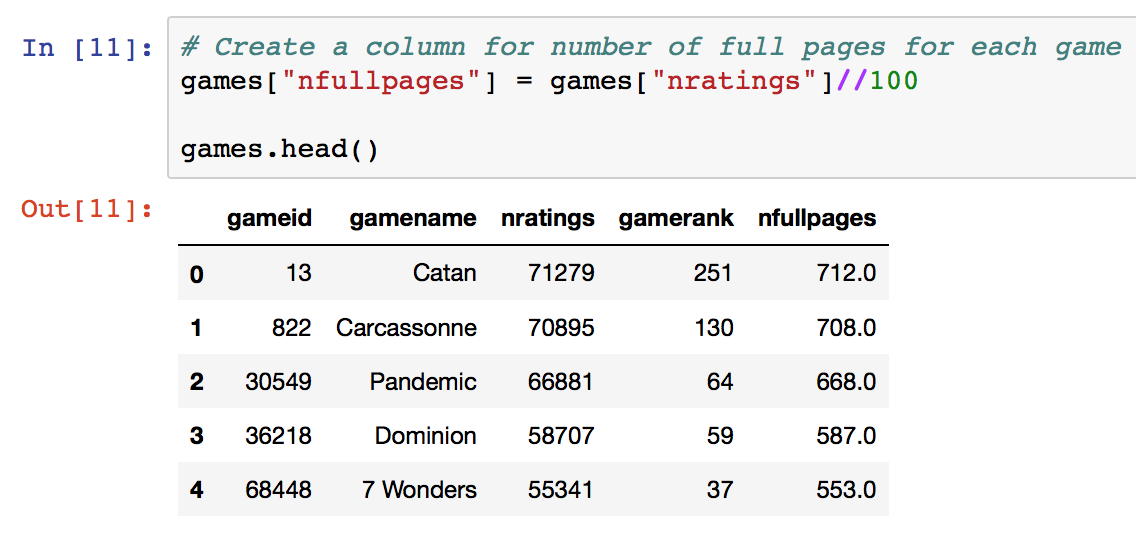 In [11]: # Create a column for number of full pages for each game
games["nfullpages"] = games["nratings"]//100
games.head()
Out[11]:
gameid gamename nratings gamerank nfullpages
0 13 Catan 71279 251 712.0
1 822 Carcassonne 70895 130 708.0
2 30549 Pandemic 66881 64 668.0
3 36218 Dominion 58707 59 587.0
4 68448 7 Wonders 55341 37 553.0